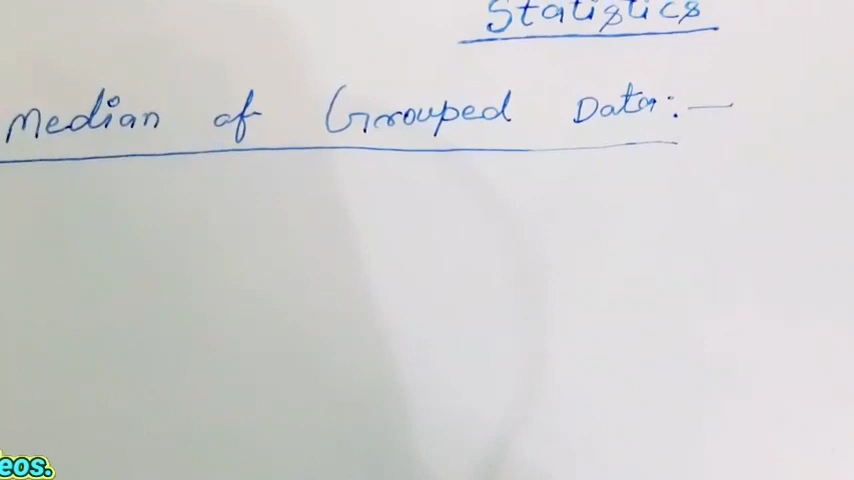 Statistics
Median of Grouped Data:—
eos.